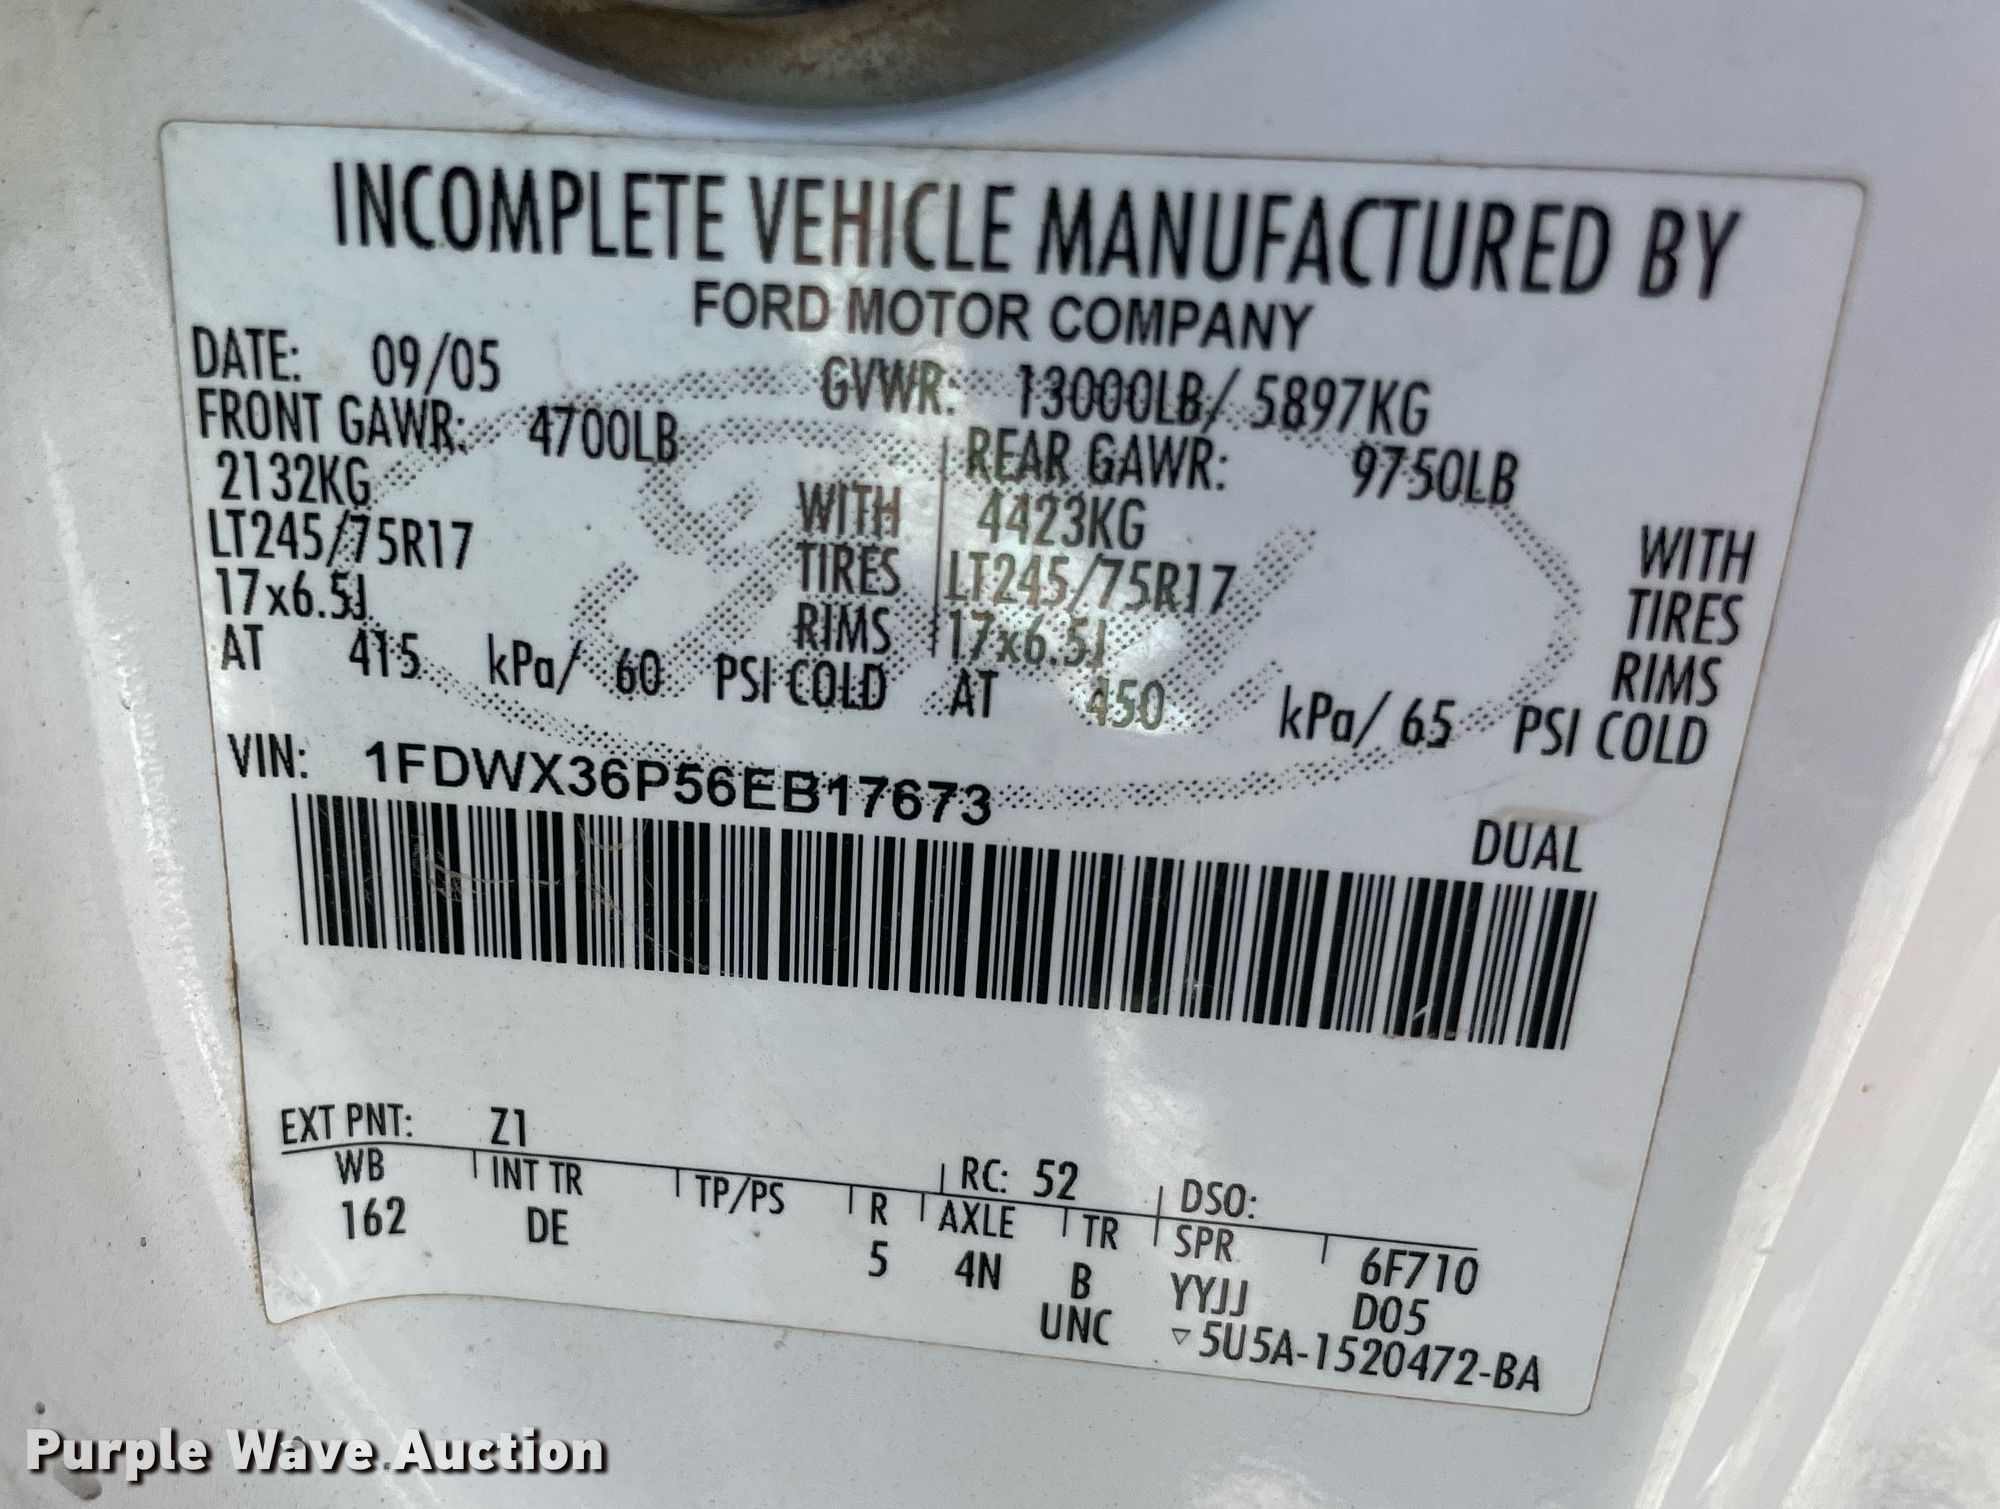 INCOMPLETE VEHICLE MANUFACTURED BY
FORD MOTOR COMPANY
DATE: 09/05 GVWR: 13000LB/ 5897KG
FRONT GAWR: 4700LB REAR GAWR: 9750LB
2132KG WITH 4423KG WITH
LT245/75R17 TIRES LT245/75R17 TIRES
17x6.5J RIMS 17x6.5J RIMS
AT 415 kPa/ 60 PSI COLD AT 450 kPa/ 65 PSI COLD
VIN: 1FDWX36P56EB17673
DUAL
EXT PNT: Z1 RC: 52 DSO:
WB INT TR TP/PS R AXLE TR SPR 6F710
162 DE 5 4N B YYJJ D05
UNC ▽5U5A-1520472-BA
Purple Wave Auction